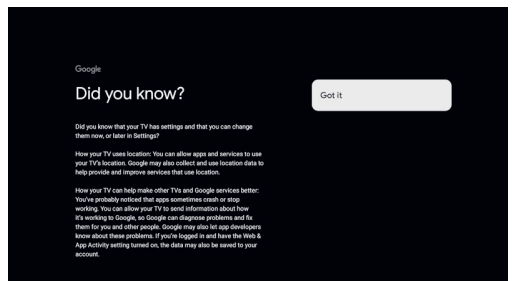 Google
Did you know?
Got it
Did you know that your TV has settings and that you can change
them now, or later in Settings?
How your TV uses location: You can allow apps and services to use
your TV's location. Google may also collect and use location data to
help provide and improve services that use location.
How your TV can help make other TVs and Google services better:
You've probably noticed that apps sometimes crash or stop
working. You can allow your TV to send information about how
it's working to Google, so Google can diagnose problems and fix
them for you and other people. Google may also let app developers
know about these problems. If you're logged in and have the Web &
App Activity setting turned on, the data may also be saved to your
account.